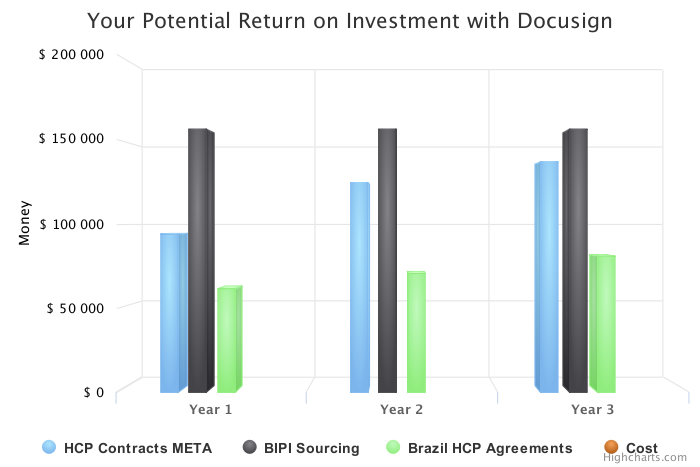 Your Potential Return on Investment with Docusign
$ 200 000
$ 150 000
$ 100 000
$ 50 000
$ 0
Money
Year 1
Year 2
Year 3
HCP Contracts META
BIPI Sourcing
Brazil HCP Agreements
Cost
Highcharts.com